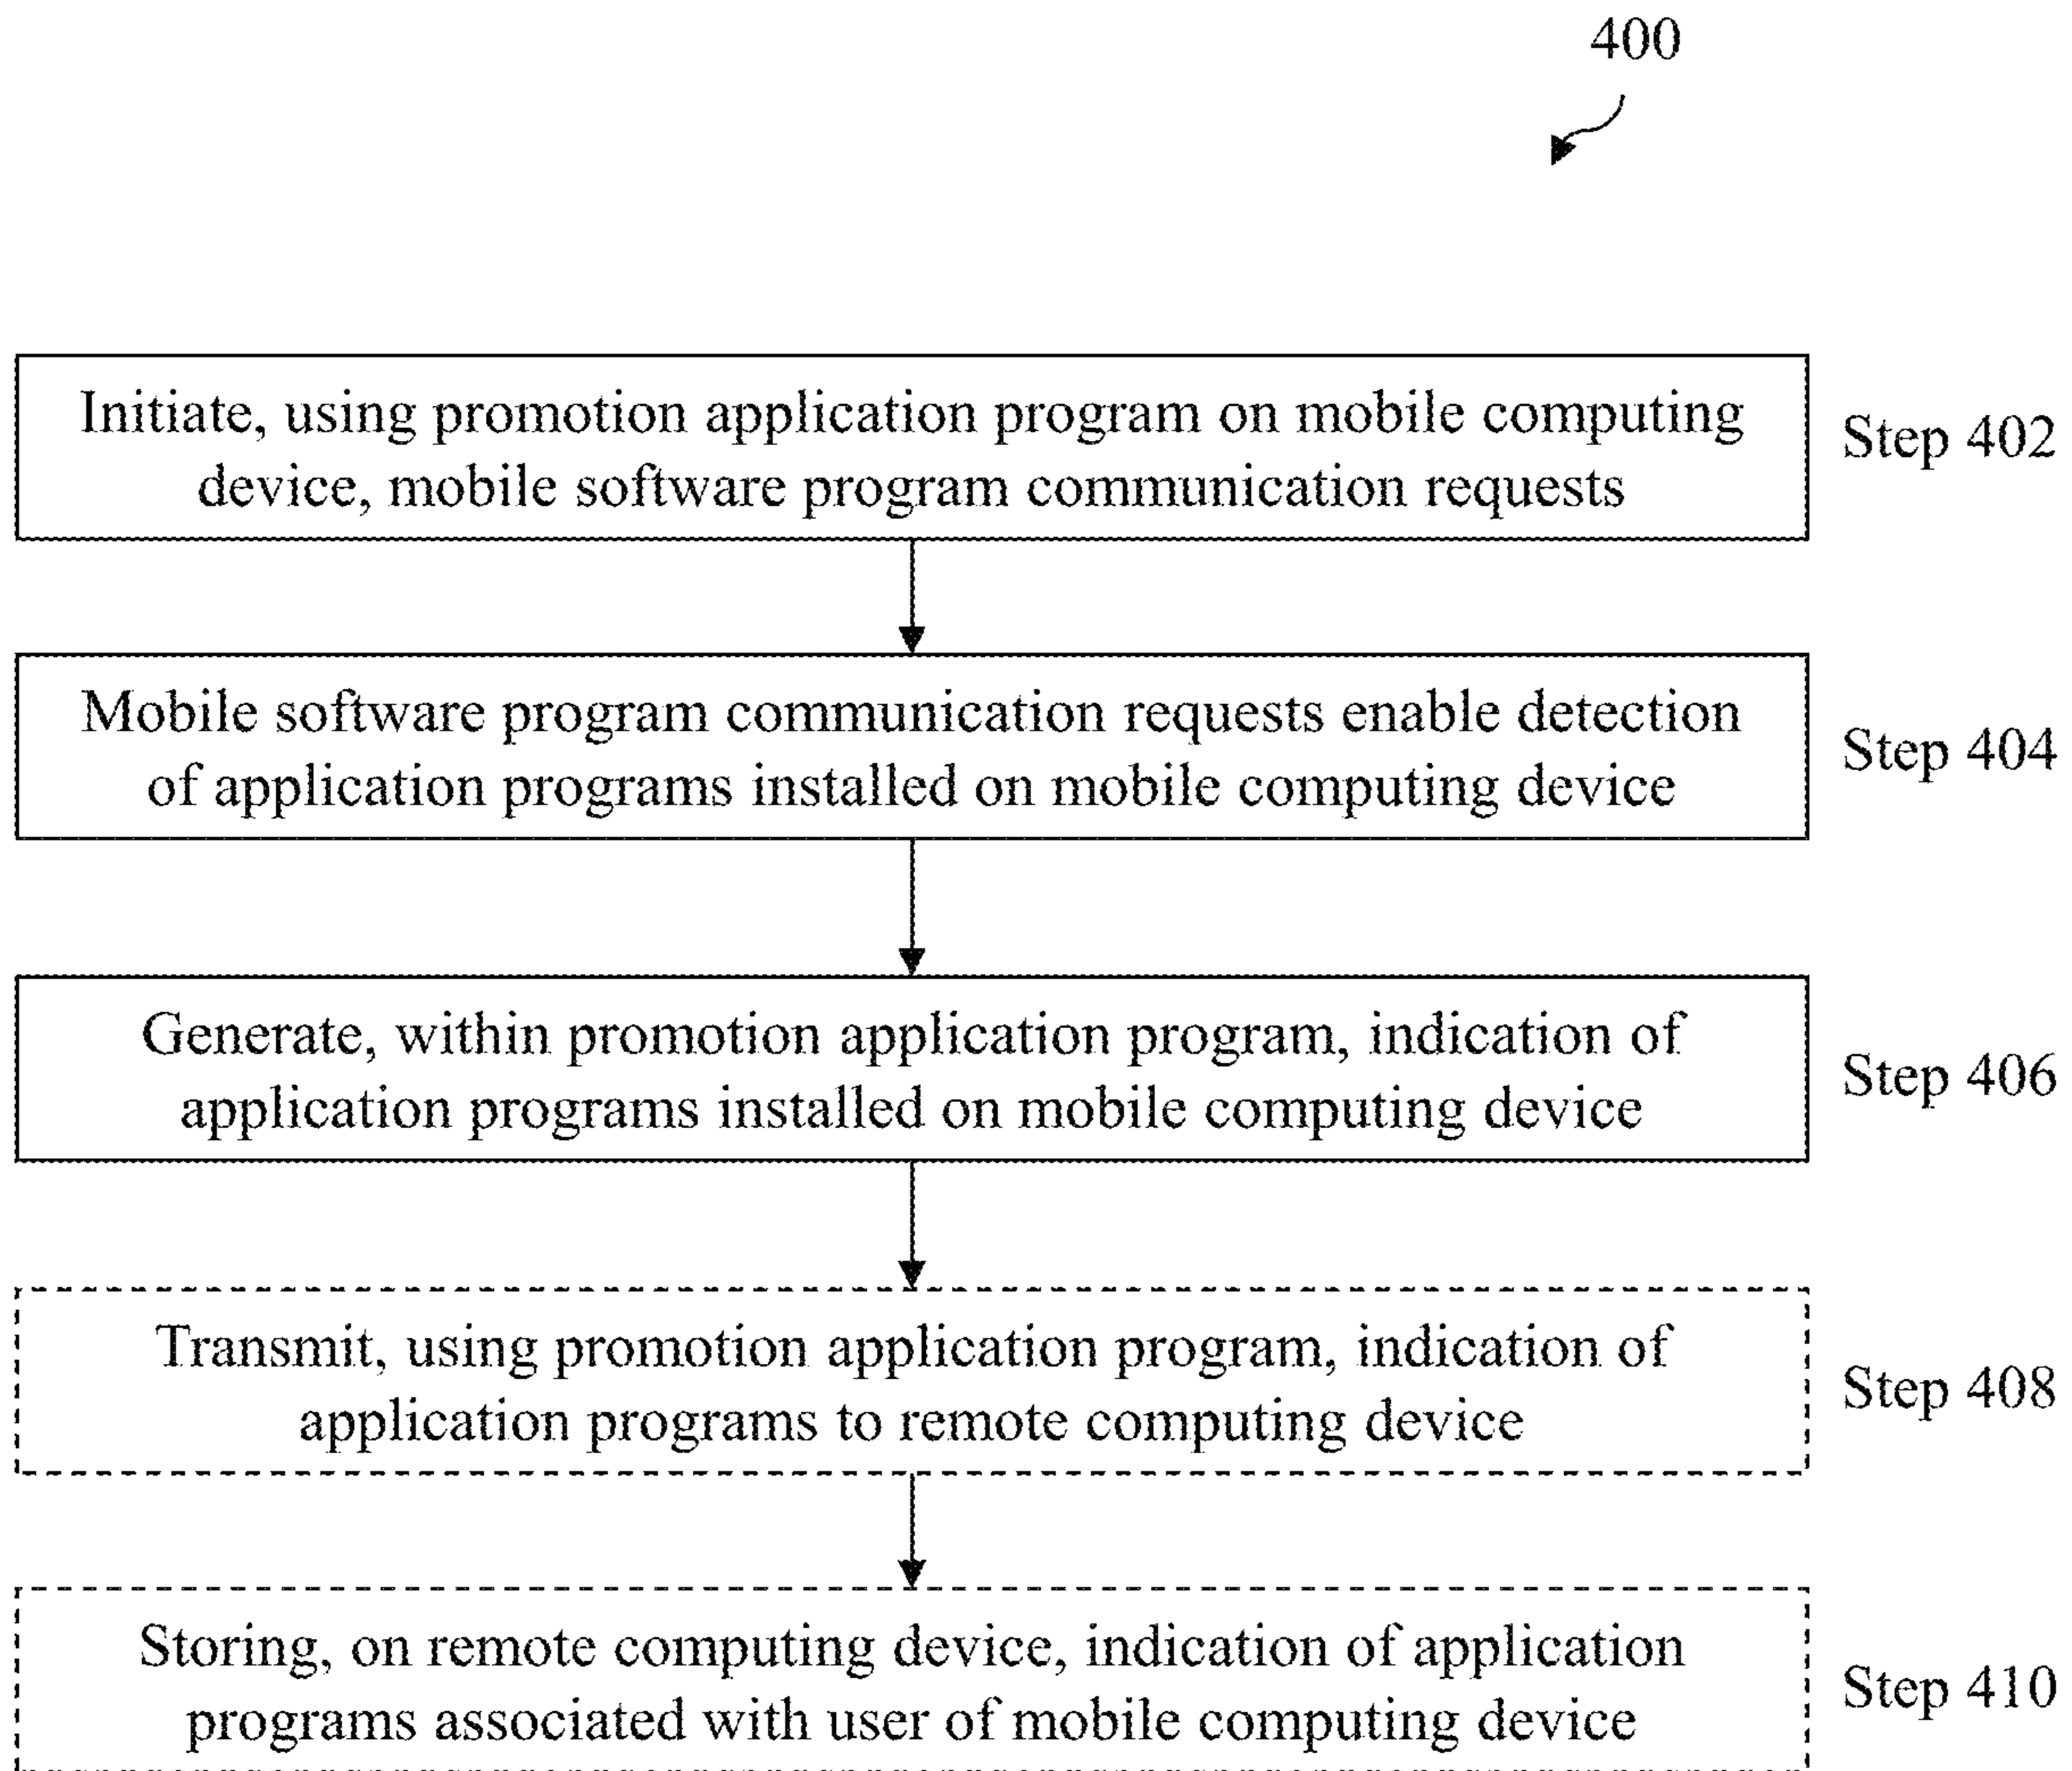 400
Initiate, using promotion application program on mobile computing
device, mobile software program communication requests
Step 402
Mobile software program communication requests enable detection
of application programs installed on mobile computing device
Step 404
Generate, within promotion application program, indication of
application programs installed on mobile computing device
Step 406
Transmit, using promotion application program, indication of
application programs to remote computing device
Step 408
Storing, on remote computing device, indication of application
programs associated with user of mobile computing device
Step 410